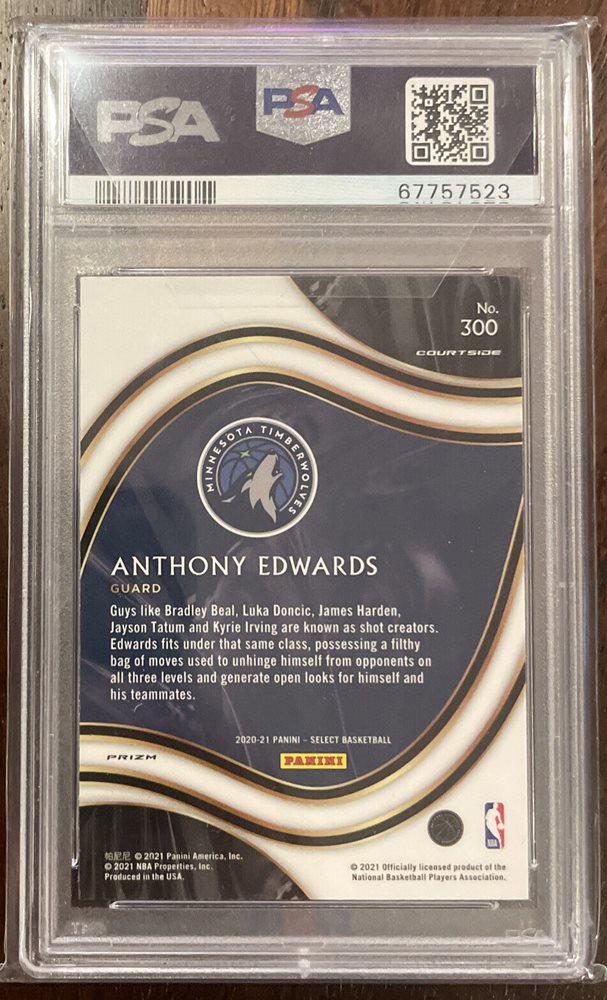 PSA
PSA
67757523
No.
300
COURTSIDE
MINNESOTA TIMBERWOLVES
ANTHONY EDWARDS
GUARD
Guys like Bradley Beal, Luka Doncic, James Harden,
Jayson Tatum and Kyrie Irving are known as shot creators.
Edwards fits under that same class, possessing a filthy
bag of moves used to unhinge himself from opponents on
all three levels and generate open looks for himself and
his teammates.
2020-21 PANINI – SELECT BASKETBALL
PANINI
PRIZM
NBA
帕尼尼 © 2021 Panini America, Inc.
© 2021 NBA Properties, Inc.
Produced in the USA.
© 2021 Officially licensed product of the
National Basketball Players Association.
PSA